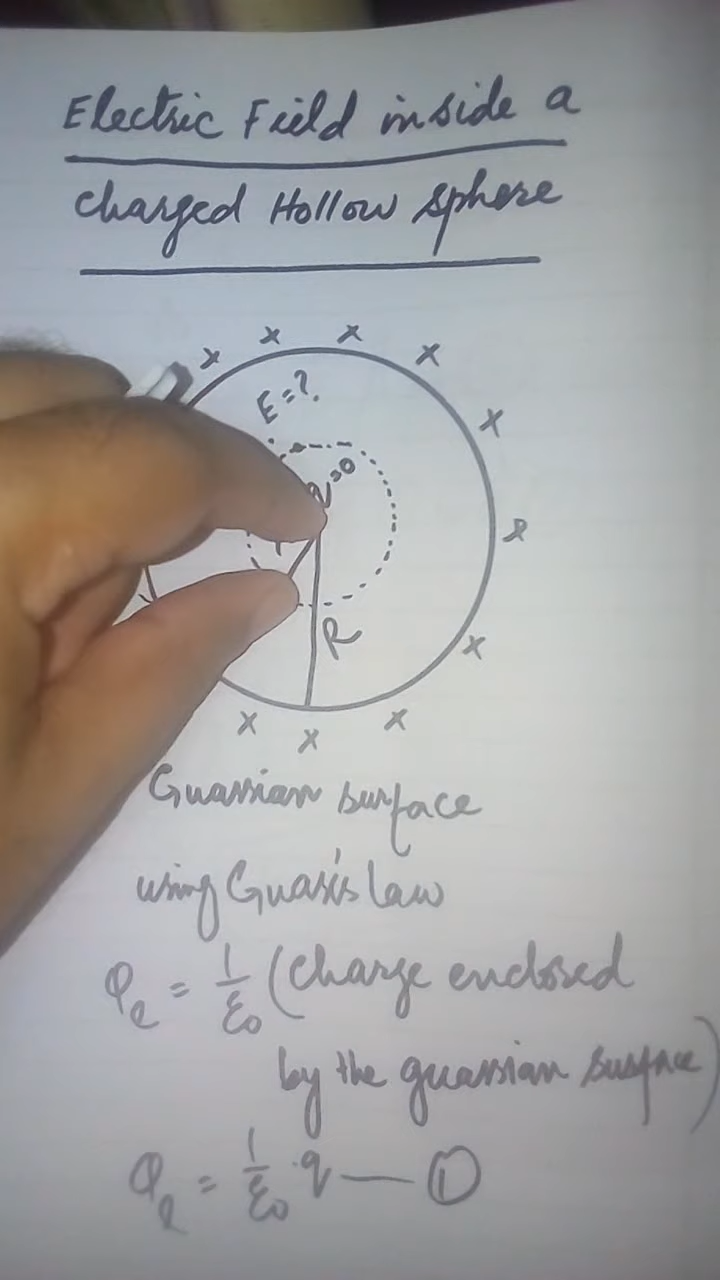 Electric Field inside a
charged Hollow sphere
x x x x x x x x x x
E=?
q=0
r
R
Guassian surface
using Guass's law
φe = 1/ε0 (charge enclosed
by the guassian surface)
φe = 1/ε0 · q — ①